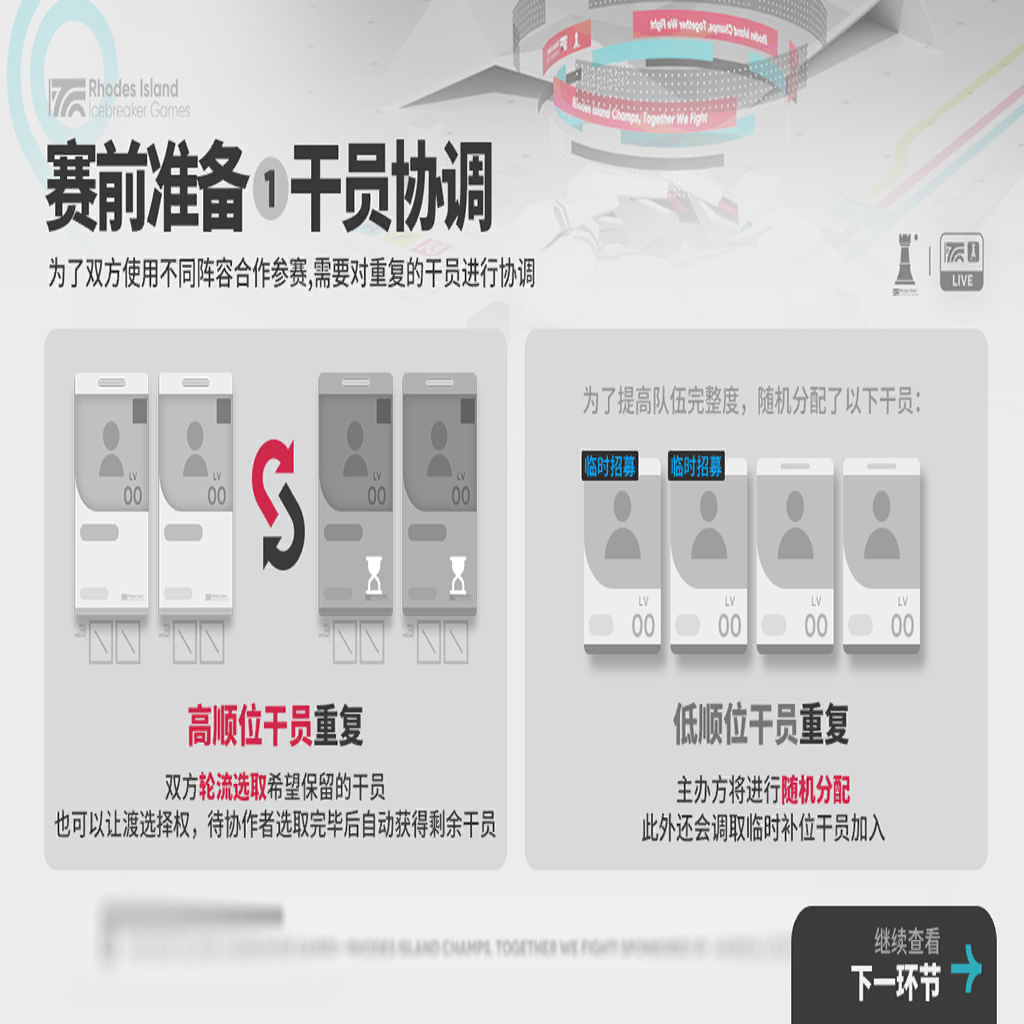 Rhodes Island Champs, Together We Fight
Rhodes Island Champs, Together We Fight
Rhodes Island
Icebreaker Games
赛前准备 1 干员协调
为了双方使用不同阵容合作参赛,需要对重复的干员进行协调
LIVE
LV
00
LV
00
LV
00
LV
00
高顺位干员重复
双方轮流选取希望保留的干员
也可以让渡选择权，待协作者选取完毕后自动获得剩余干员
为了提高队伍完整度，随机分配了以下干员：
临时招募
临时招募
LV
00
LV
00
LV
00
LV
00
低顺位干员重复
主办方将进行随机分配
此外还会调取临时补位干员加入
RHODES ISLAND CHAMPS, TOGETHER WE FIGHT
继续查看
下一环节